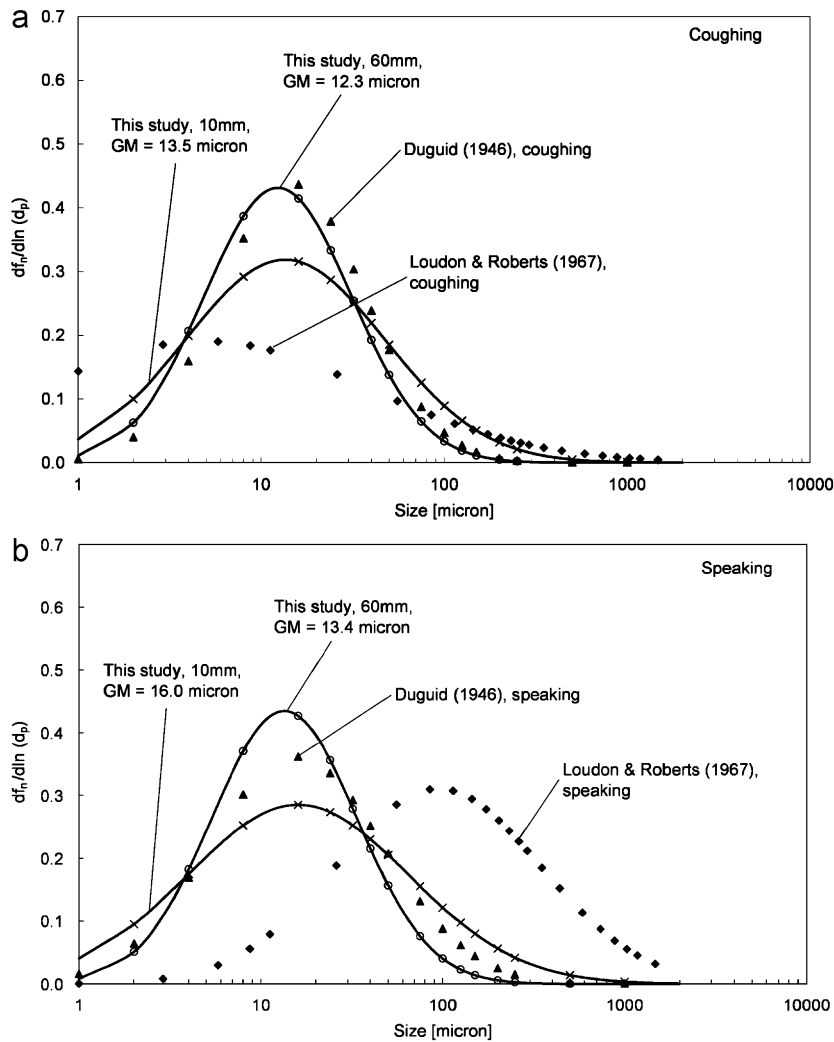 a
Coughing
This study, 60mm,
GM = 12.3 micron
This study, 10mm,
GM = 13.5 micron
Duguid (1946), coughing
Loudon & Roberts (1967),
coughing
0.7
0.6
0.5
0.4
0.3
0.2
0.1
0.0
dfₙ/dln (dₚ)
1
10
100
1000
10000
Size [micron]
b
Speaking
This study, 60mm,
GM = 13.4 micron
This study, 10mm,
GM = 16.0 micron
Duguid (1946), speaking
Loudon & Roberts (1967),
speaking
0.7
0.6
0.5
0.4
0.3
0.2
0.1
0.0
dfₙ/dln (dₚ)
1
10
100
1000
10000
Size [micron]